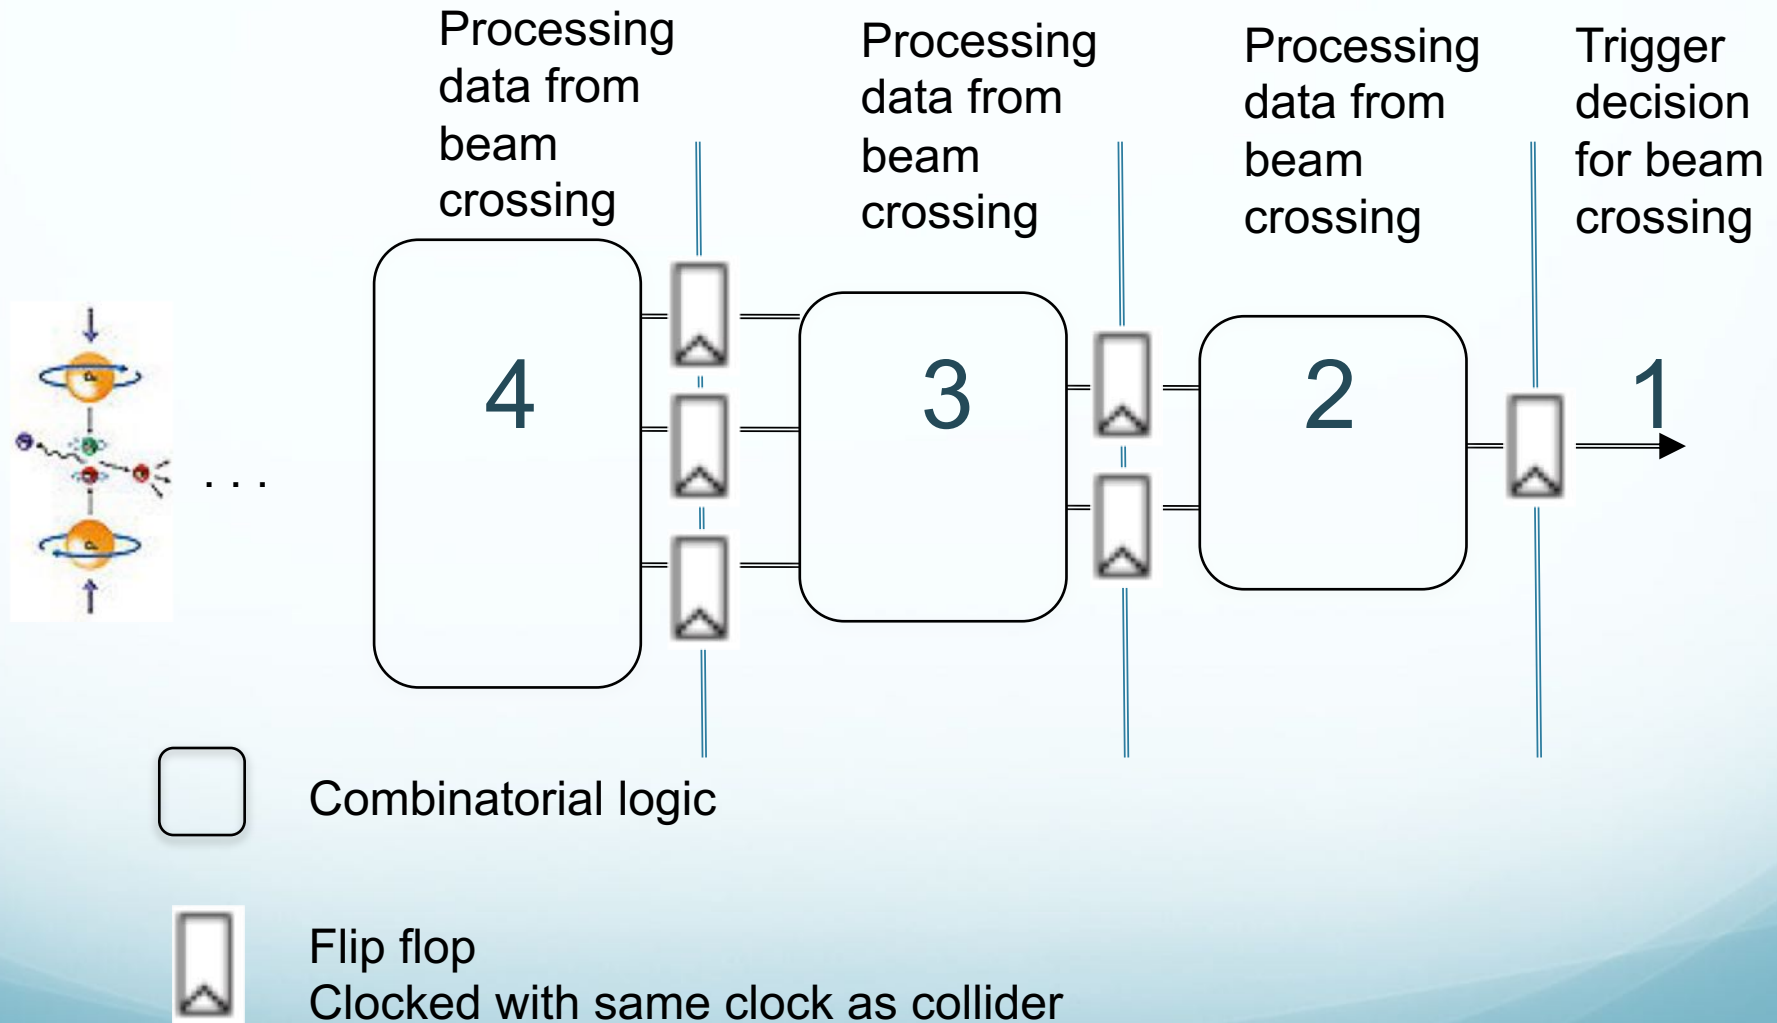 Processing
data from
beam
crossing
Processing
data from
beam
crossing
Processing
data from
beam
crossing
Trigger
decision
for beam
crossing
4
3
2
1
. . .
Combinatorial logic
Flip flop
Clocked with same clock as collider